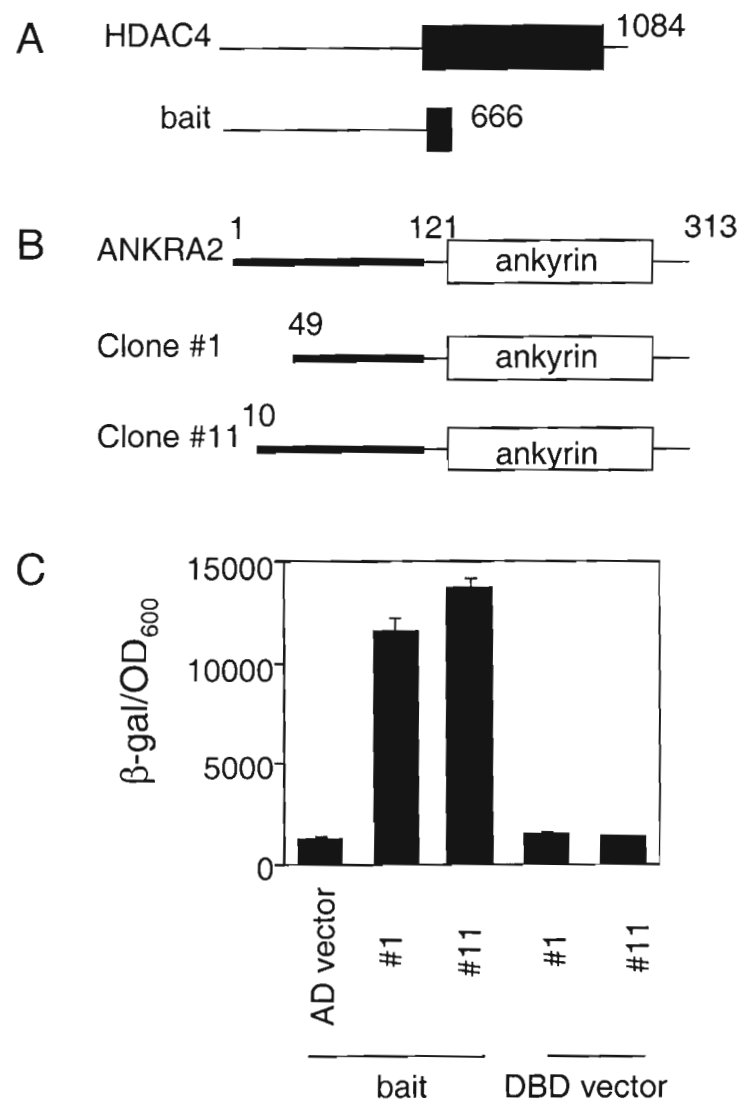 A
HDAC4
1084
bait
666
B
1
121
313
ANKRA2
ankyrin
49
Clone #1
ankyrin
10
Clone #11
ankyrin
C
15000
10000
5000
0
β-gal/OD600
AD vector
#1
#11
#1
#11
bait
DBD vector